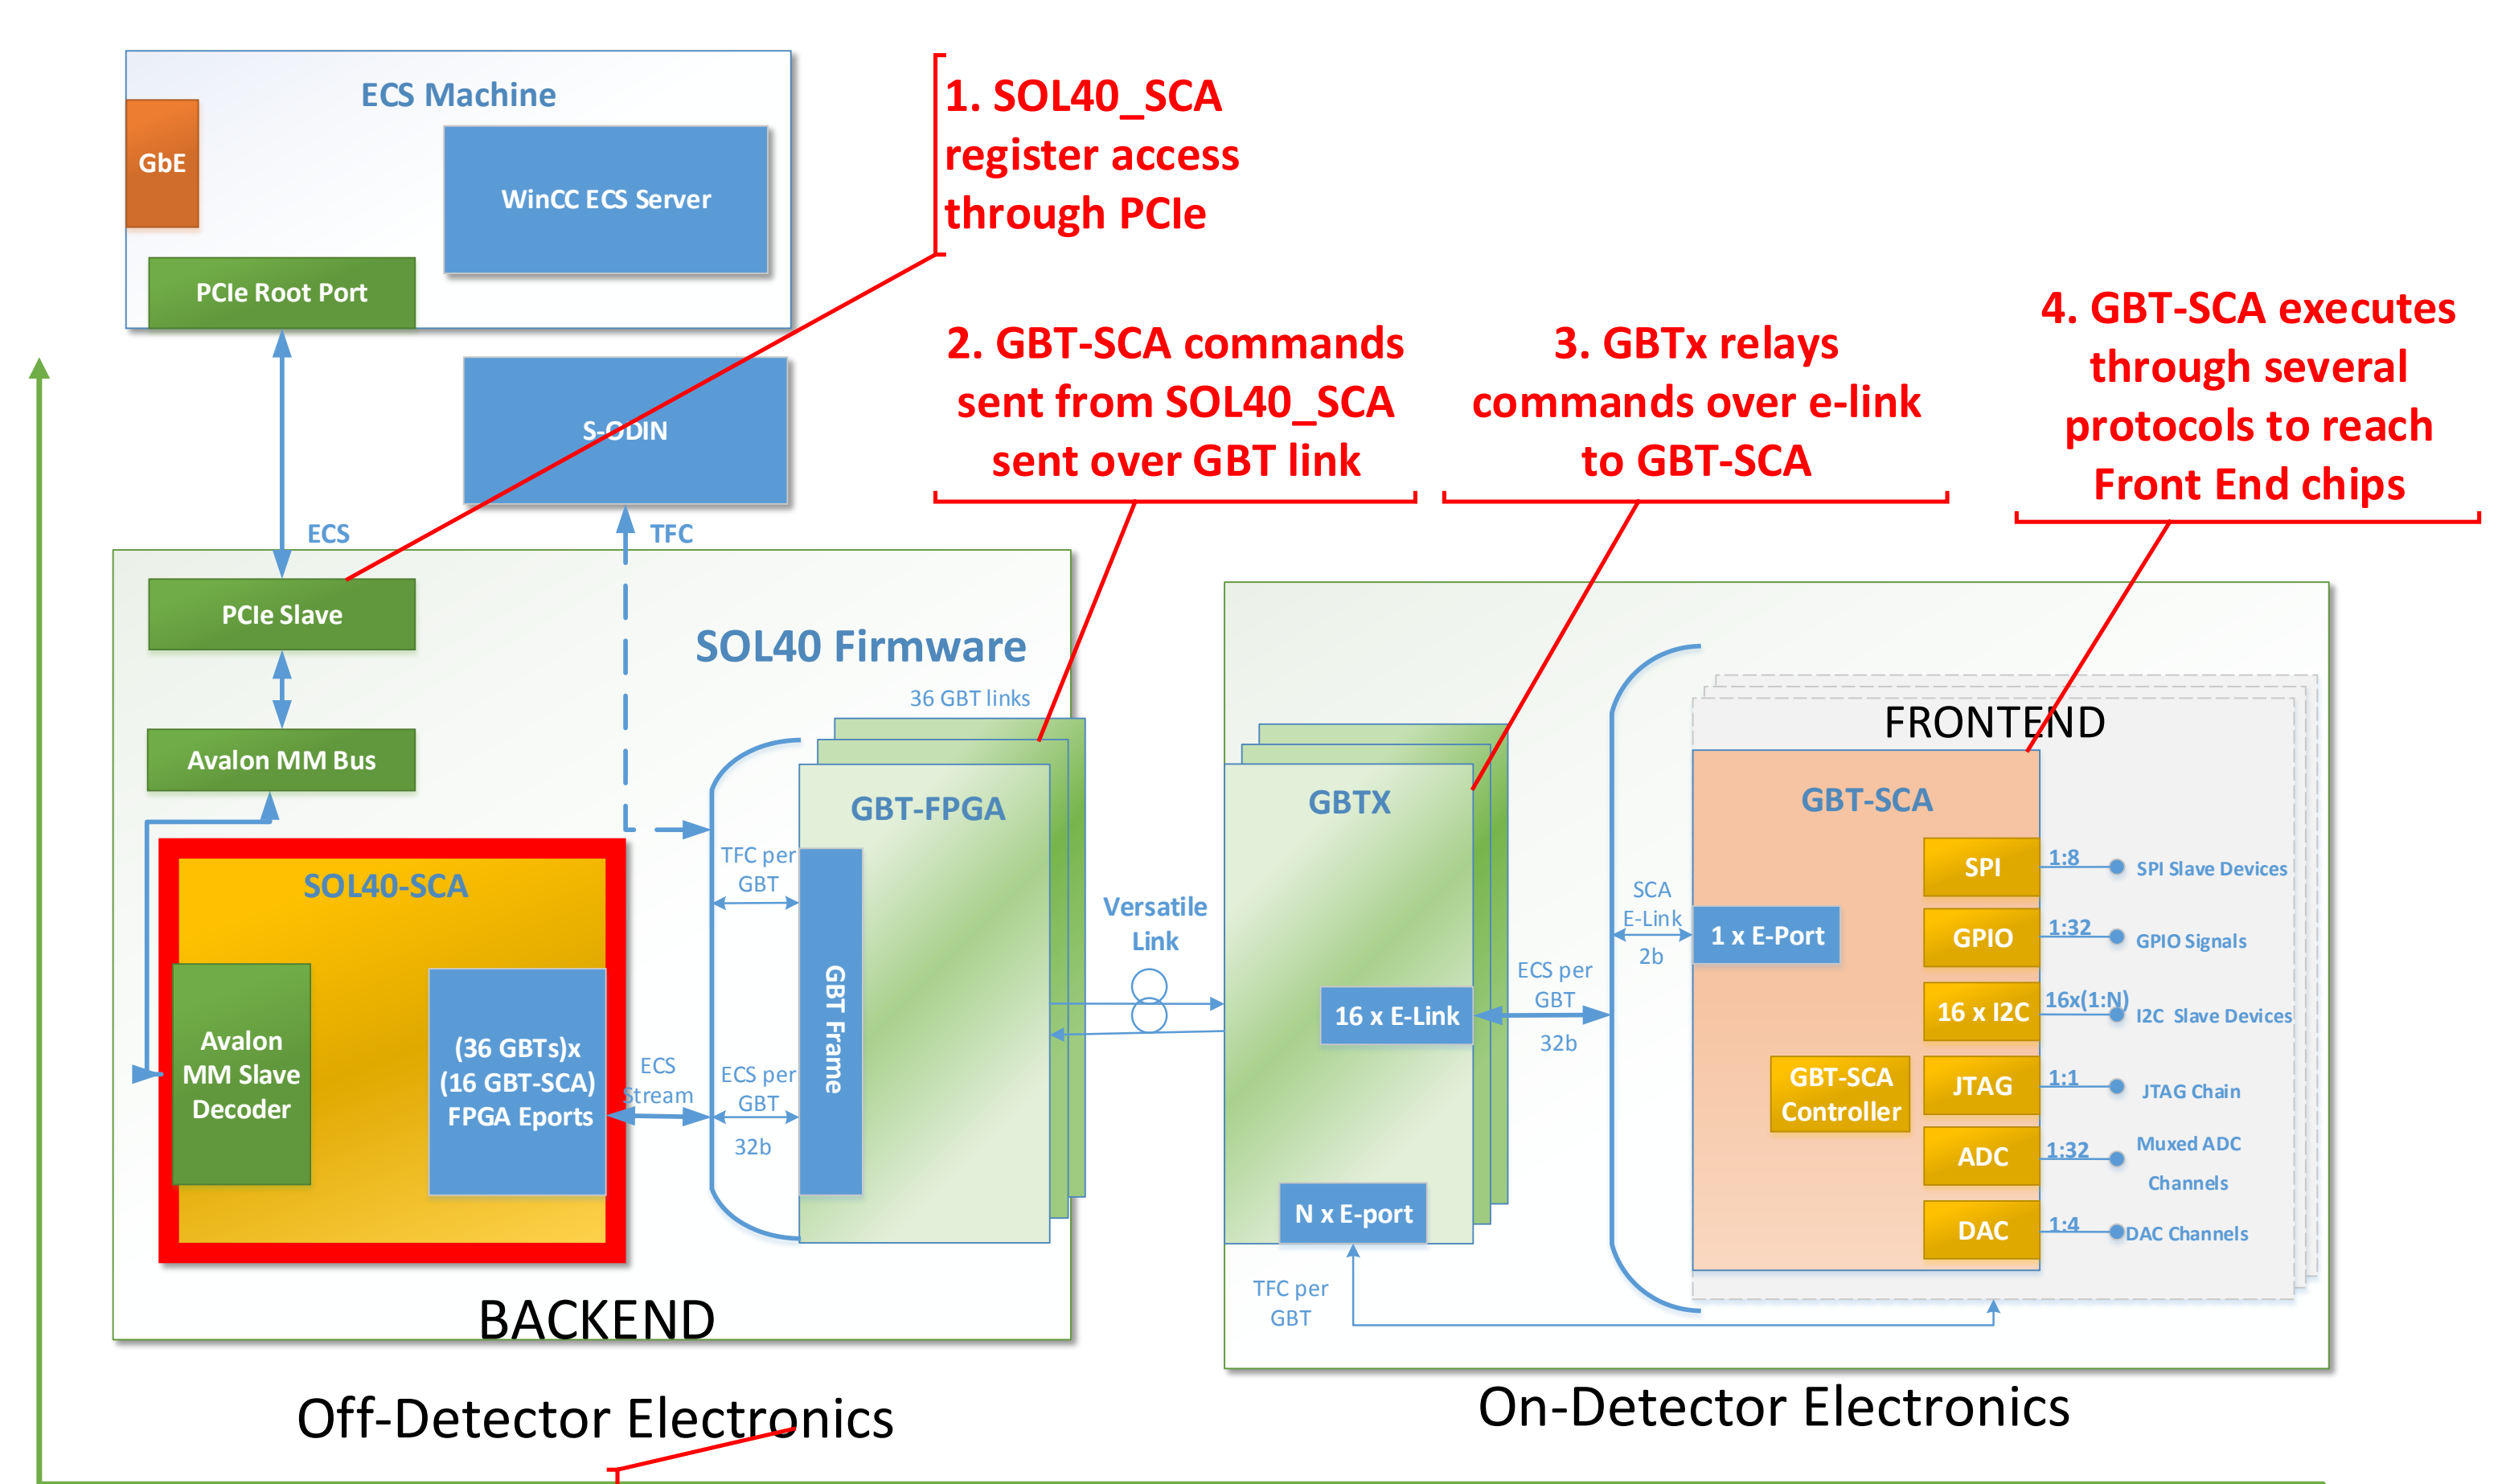 ECS Machine
GbE
WinCC ECS Server
PCIe Root Port
1. SOL40_SCA
register access
through PCIe
2. GBT-SCA commands
sent from SOL40_SCA
sent over GBT link
3. GBTx relays
commands over e-link
to GBT-SCA
4. GBT-SCA executes
through several
protocols to reach
Front End chips
S-ODIN
ECS
TFC
PCIe Slave
SOL40 Firmware
36 GBT links
Avalon MM Bus
GBT-FPGA
SOL40-SCA
TFC per
GBT
GBT Frame
Avalon
MM Slave
Decoder
(36 GBTs)x
(16 GBT-SCA)
FPGA Eports
ECS
Stream
ECS per
GBT
32b
BACKEND
Versatile
Link
GBTX
16 x E-Link
N x E-port
ECS per
GBT
32b
TFC per
GBT
SCA
E-Link
2b
FRONTEND
GBT-SCA
1 x E-Port
GBT-SCA
Controller
SPI
1:8
SPI Slave Devices
GPIO
1:32
GPIO Signals
16 x I2C
16x(1:N)
I2C Slave Devices
JTAG
1:1
JTAG Chain
ADC
1:32
Muxed ADC
Channels
DAC
1:4
DAC Channels
Off-Detector Electronics
On-Detector Electronics